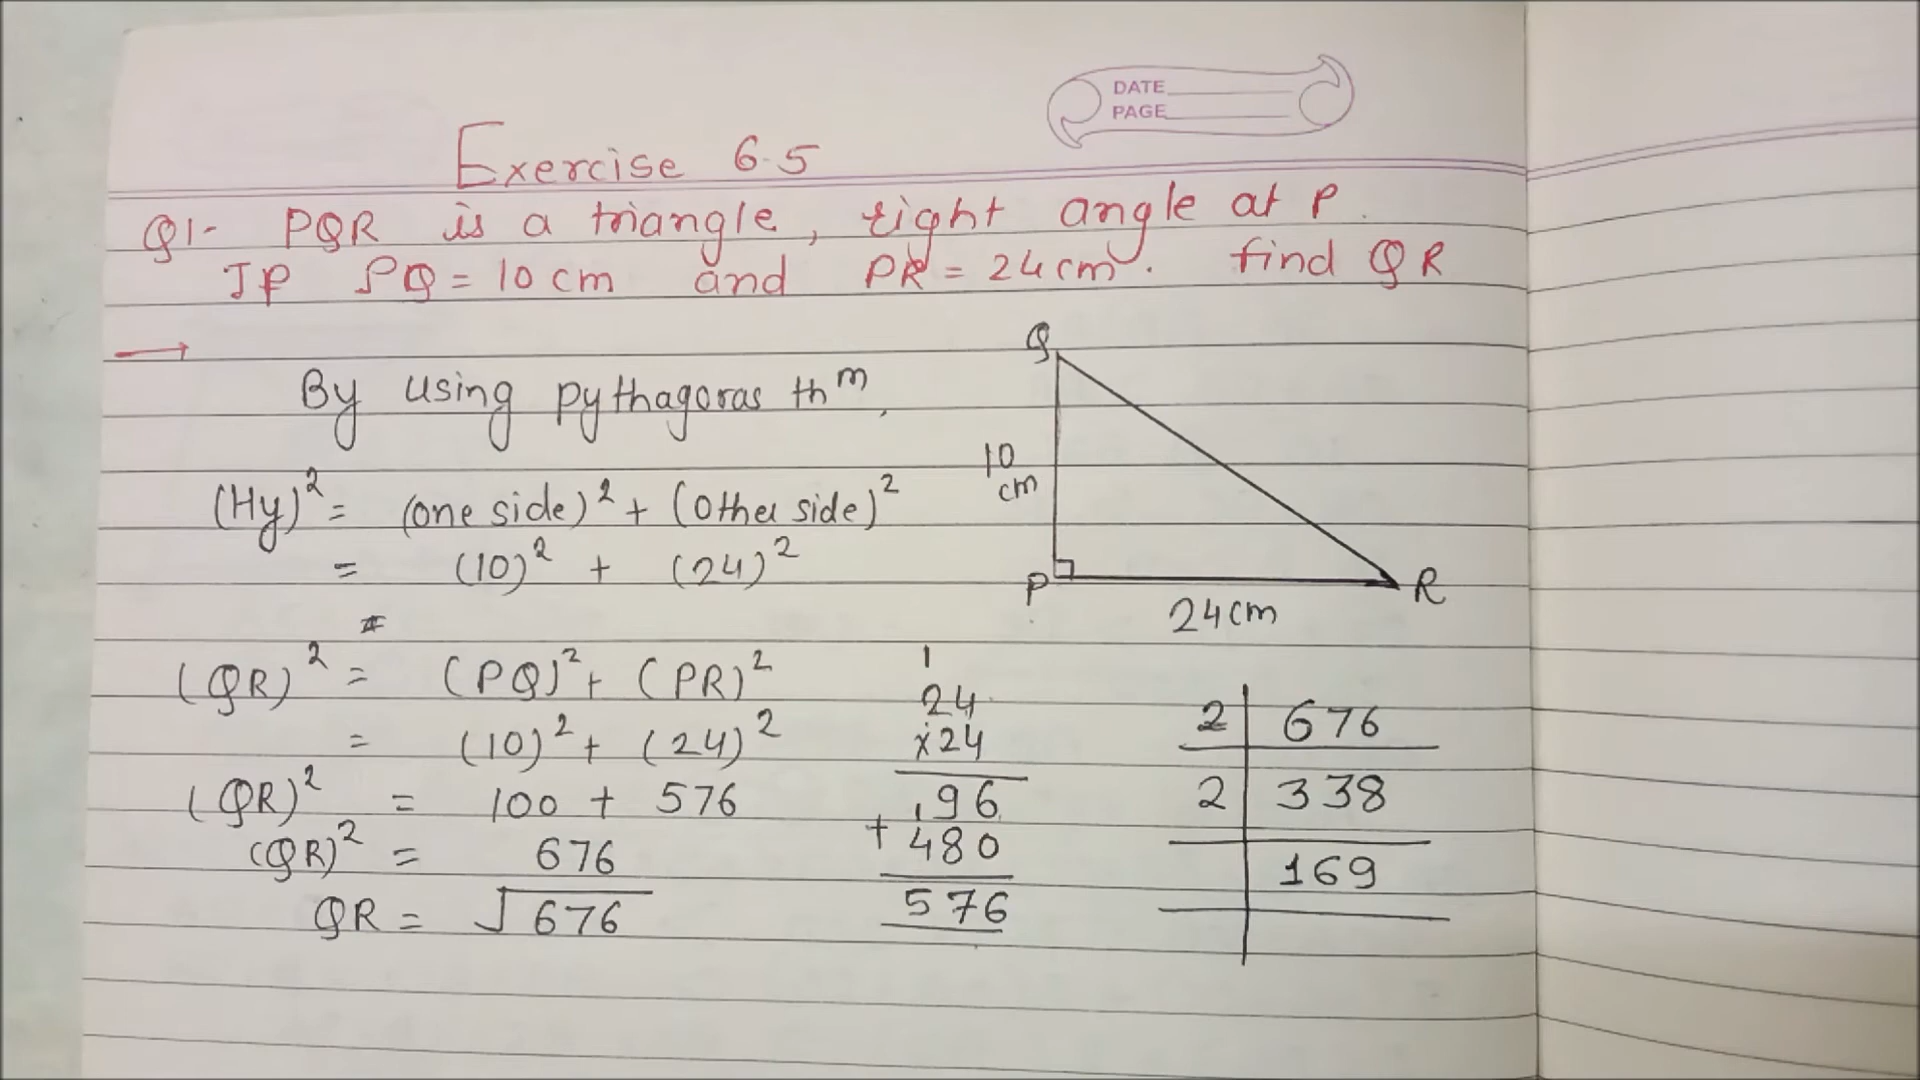 DATE
PAGE
Exercise 6.5
Q1- PQR is a triangle, right angle at P.
If PQ = 10 cm and PR = 24 cm. find QR
→
By using pythagoras thm,
(Hy)² = (one side)² + (Other side)²
= (10)² + (24)²
=
Q
10
cm
P
R
24 cm
(QR)² = (PQ)² + (PR)²
= (10)² + (24)²
(QR)² = 100 + 576
(QR)² = 676
QR = √676
1
24
x24
196
+ 480
576
2 | 676
2 | 338
169